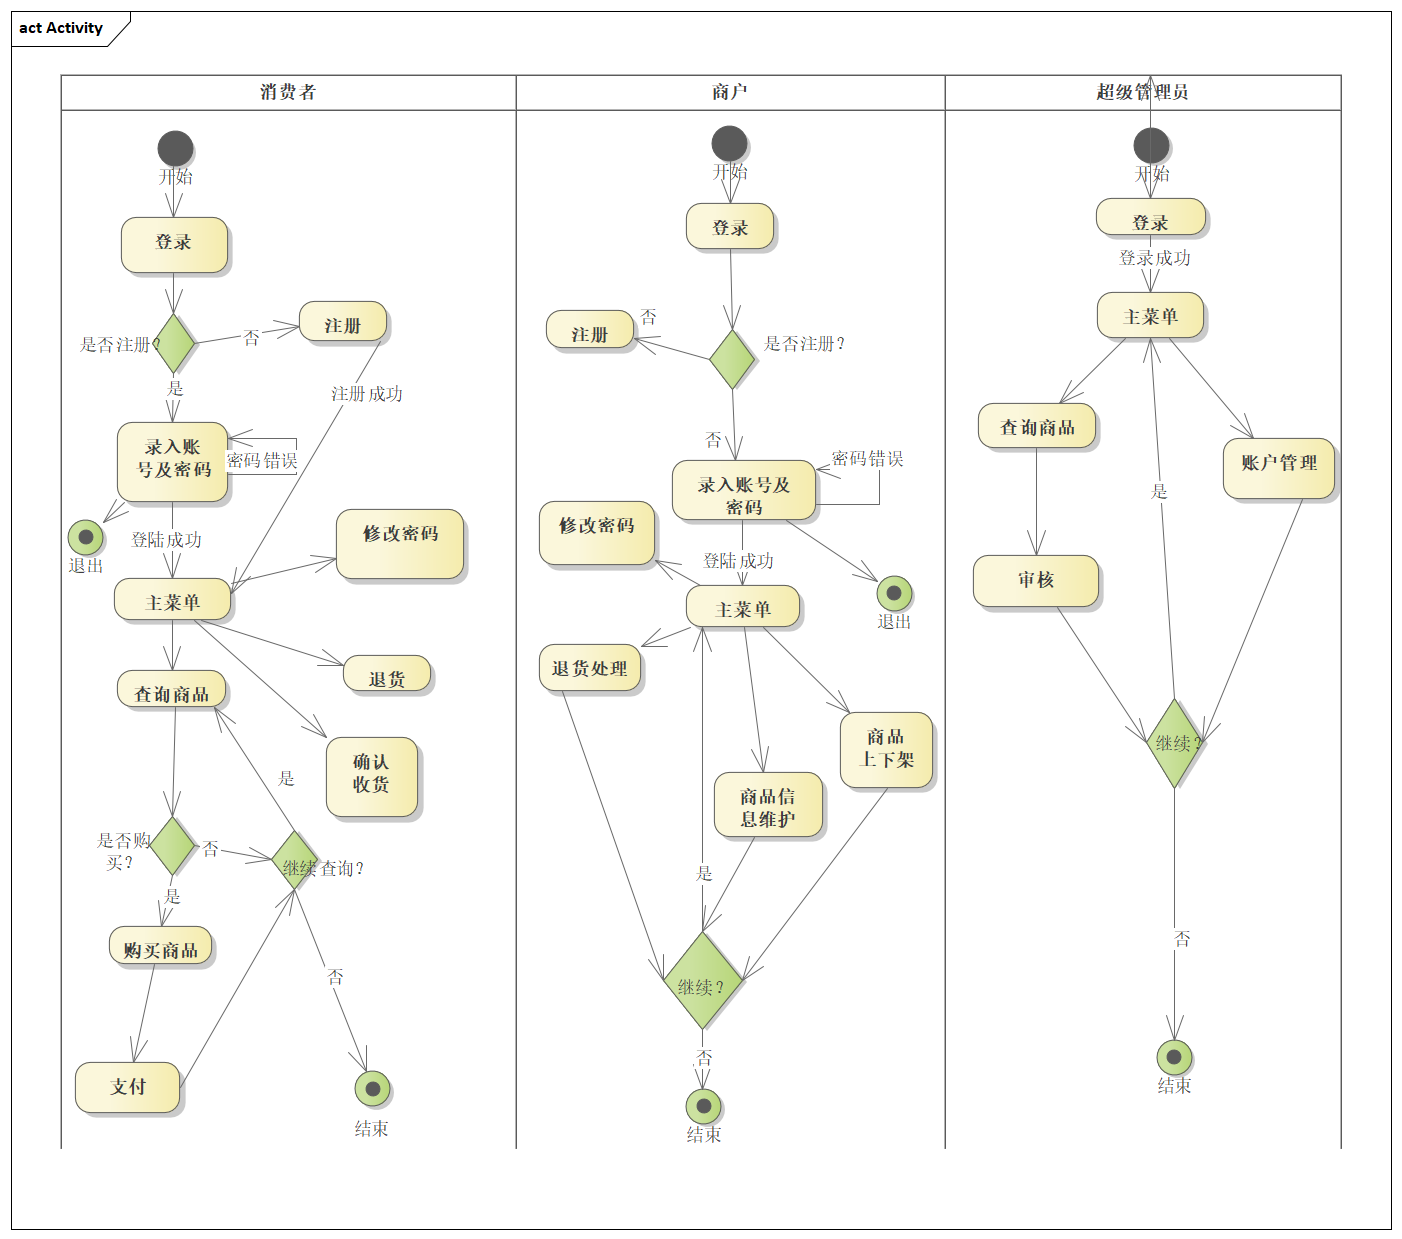 act Activity
消费者
商户
超级管理员
开始
登录
是否注册?
否
注册
是
注册成功
录入账
号及密码
密码错误
退出
登陆成功
修改密码
主菜单
退货
查询商品
确认
收货
是
是否购
买?
否
继续查询?
是
购买商品
否
支付
结束
开始
登录
注册
否
是否注册?
否
录入账号及
密码
密码错误
修改密码
登陆成功
主菜单
退出
退货处理
商品
上下架
商品信
息维护
是
继续?
否
结束
开始
登录
登录成功
主菜单
查询商品
账户管理
是
审核
继续?
否
结束